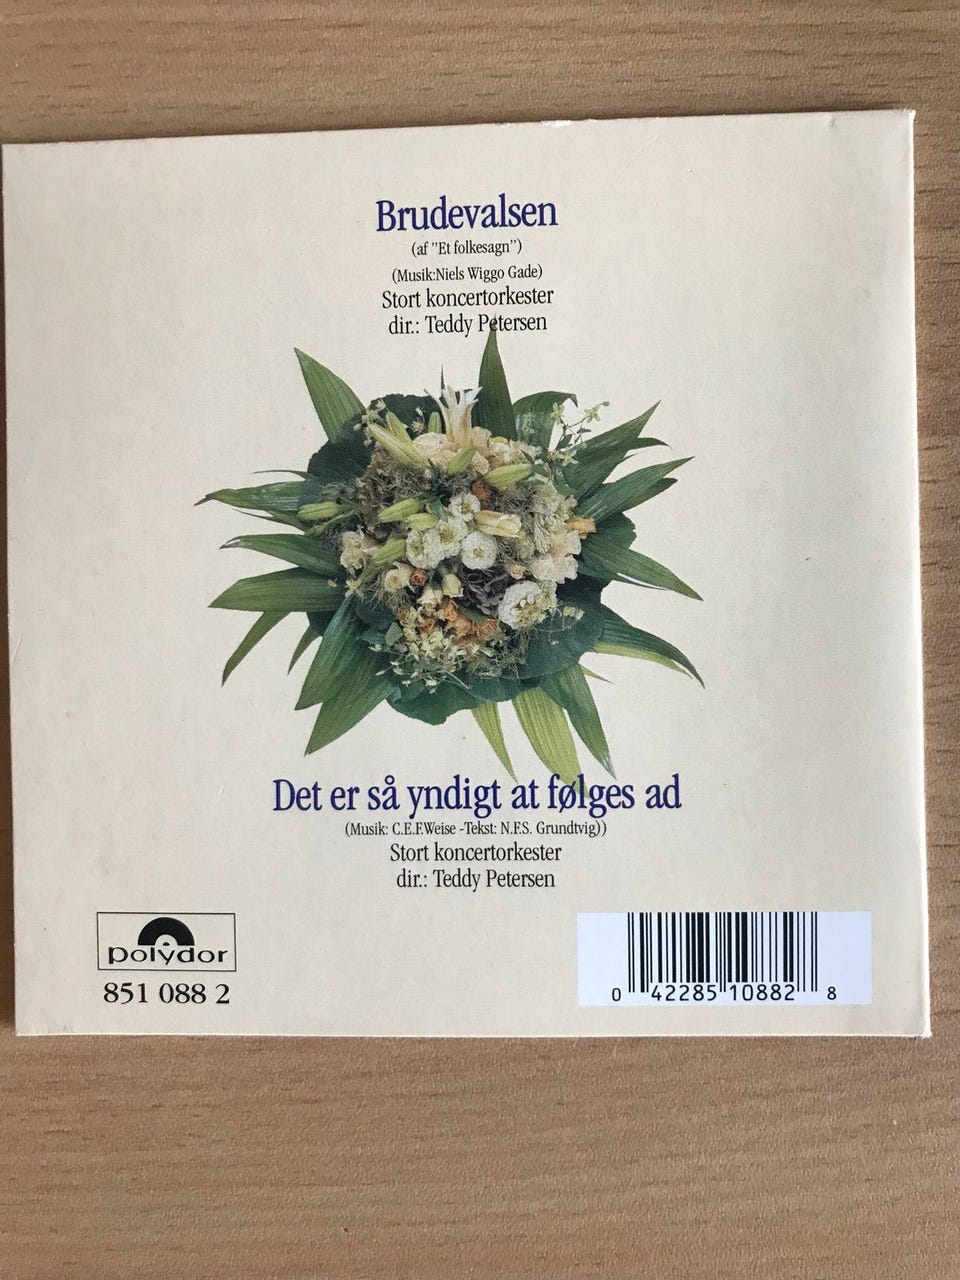 Brudevalsen
(af ”Et folkesagn”)
(Musik:Niels Wiggo Gade)
Stort koncertorkester
dir.: Teddy Petersen
Det er så yndigt at følges ad
(Musik: C.E.F.Weise -Tekst: N.F.S. Grundtvig))
Stort koncertorkester
dir.: Teddy Petersen
polydor
851 088 2
0 42285 10882 8